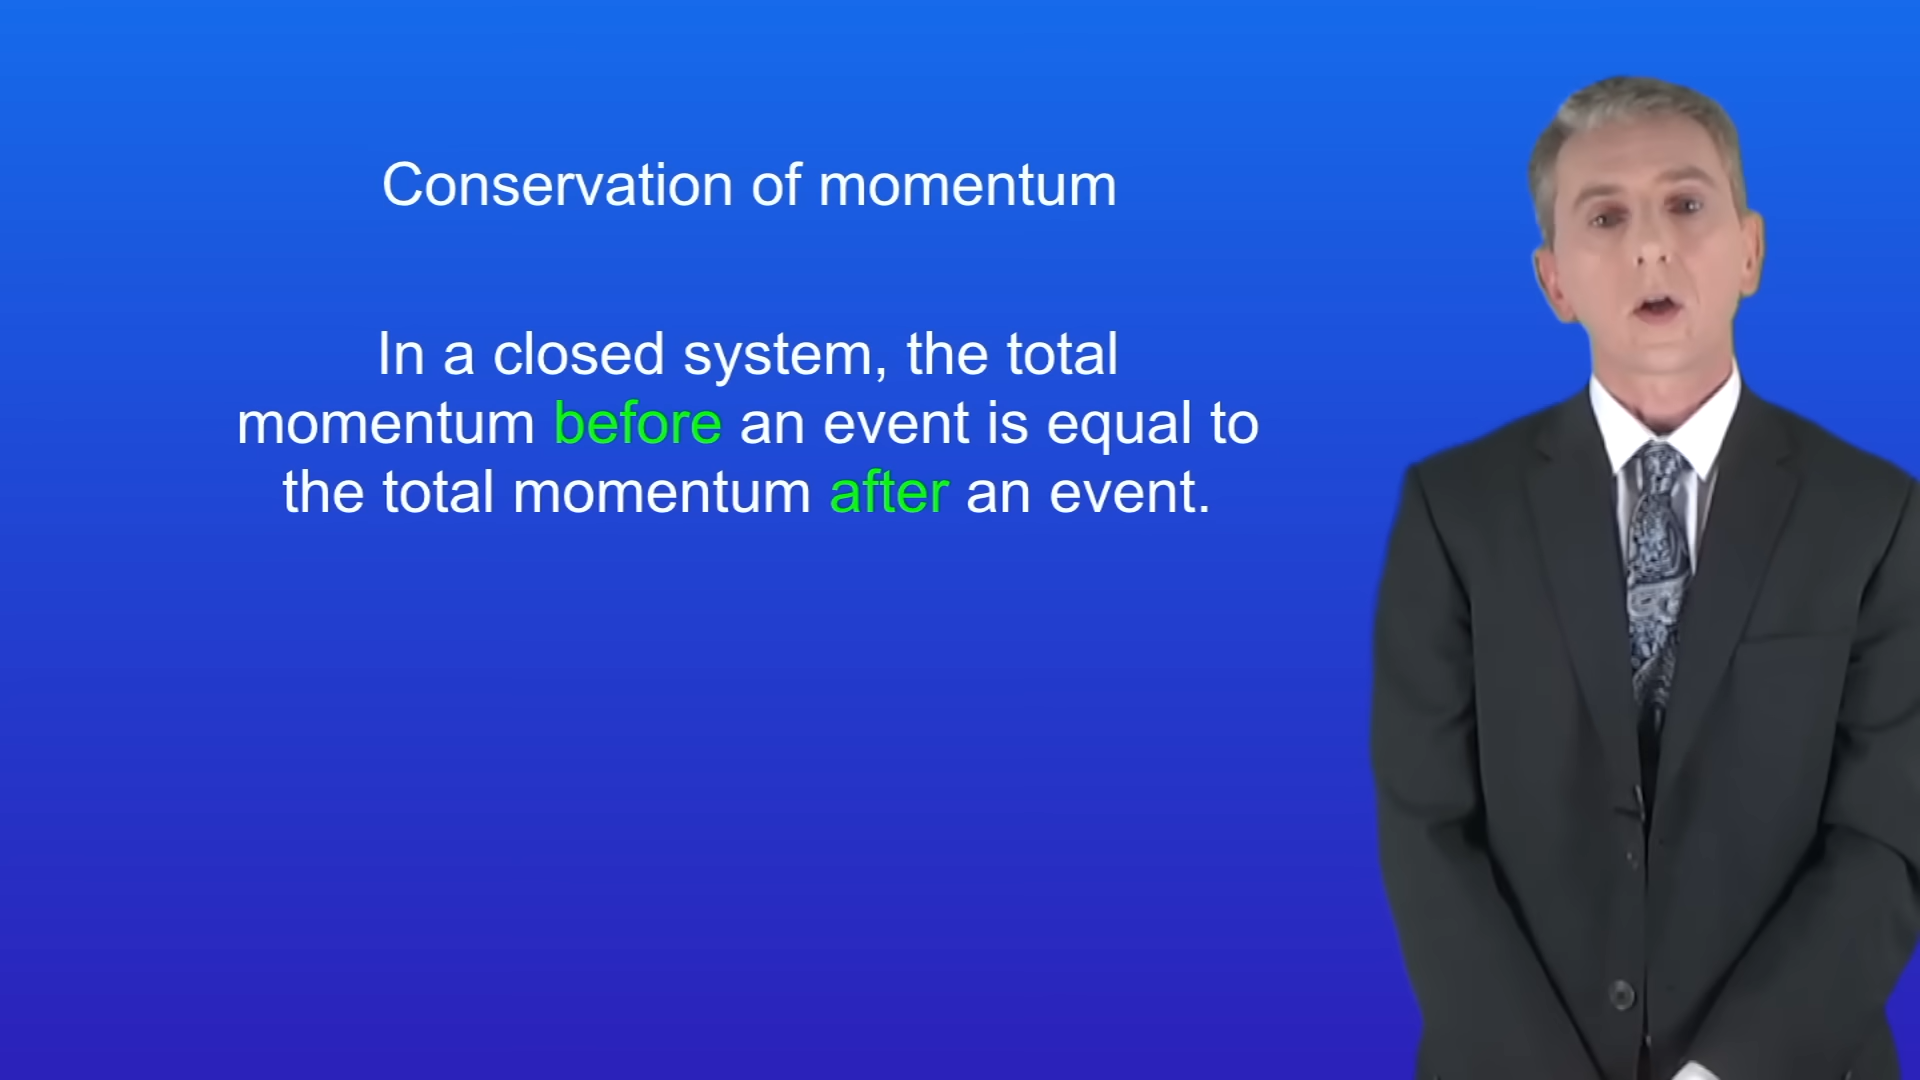 Conservation of momentum
In a closed system, the total
momentum before an event is equal to
the total momentum after an event.